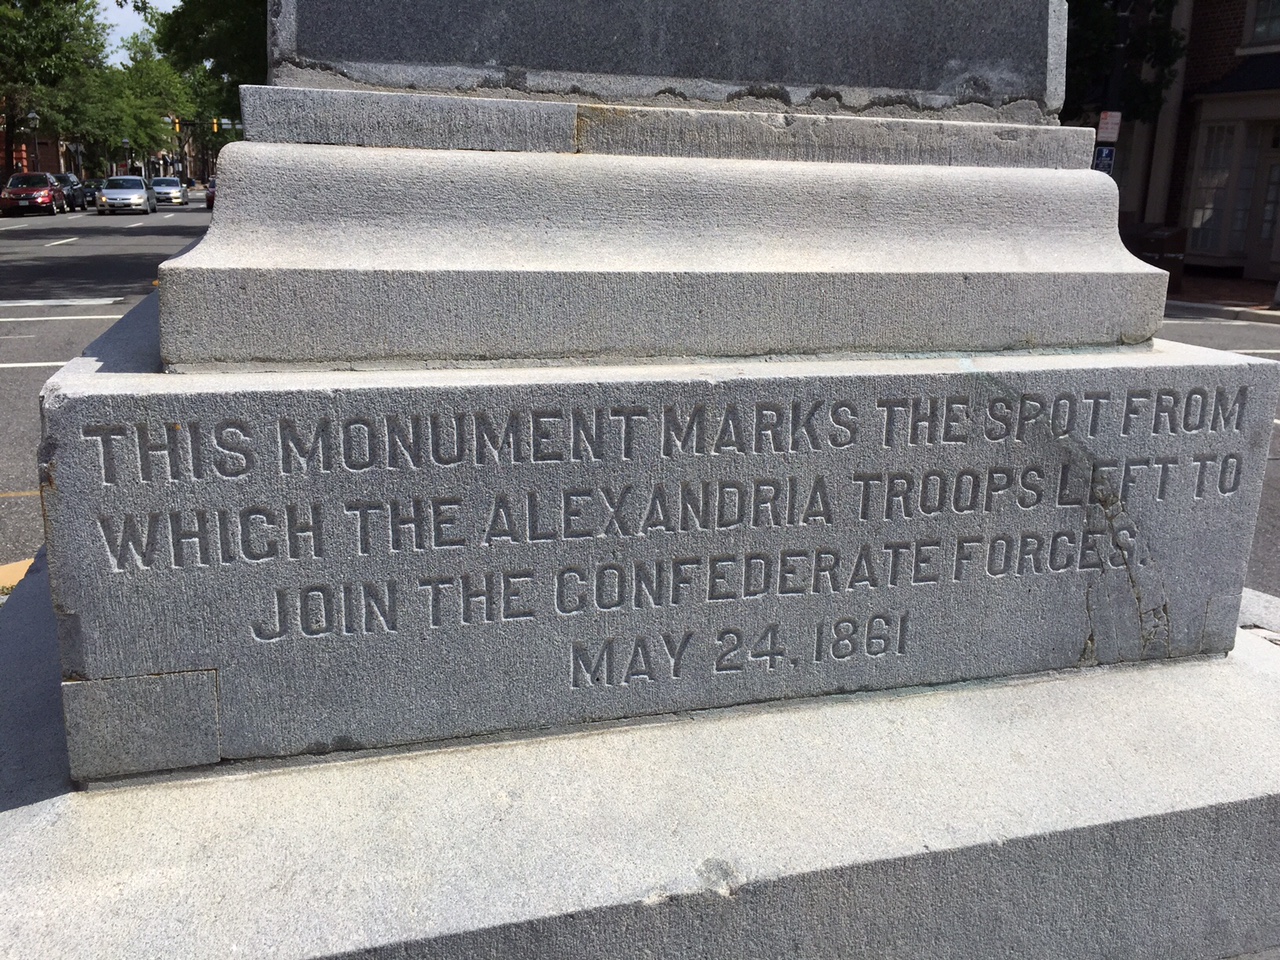 THIS MONUMENT MARKS THE SPOT FROM
WHICH THE ALEXANDRIA TROOPS LEFT TO
JOIN THE CONFEDERATE FORCES.
MAY 24, 1861